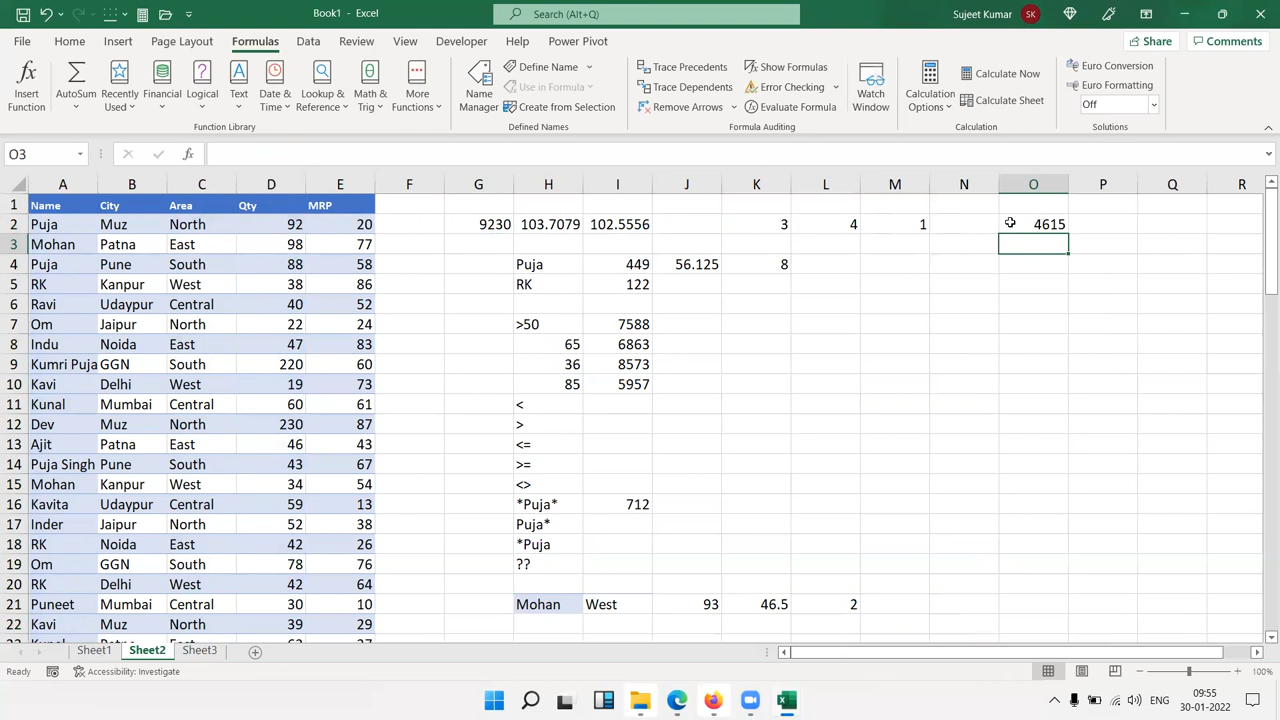 Book1 - Excel
Search (Alt+Q)
Sujeet Kumar
SK
File Home Insert Page Layout Formulas Data Review View Developer Help Power Pivot
Share
Comments
Insert Function
AutoSum
Recently Used
Financial
Logical
Text
Date & Time
Lookup & Reference
Math & Trig
More Functions
Function Library
Name Manager
Define Name
Use in Formula
Create from Selection
Defined Names
Trace Precedents
Trace Dependents
Remove Arrows
Show Formulas
Error Checking
Evaluate Formula
Formula Auditing
Watch Window
Calculation Options
Calculate Now
Calculate Sheet
Calculation
Euro Conversion
Euro Formatting
Off
Solutions
O3
fx
A B C D E F G H I J K L M N O P Q R
1 Name City Area Qty MRP
2 Puja Muz North 92 20 9230 103.7079 102.5556 3 4 1 4615
3 Mohan Patna East 98 77
4 Puja Pune South 88 58 Puja 449 56.125 8
5 RK Kanpur West 38 86 RK 122
6 Ravi Udaypur Central 40 52
7 Om Jaipur North 22 24 >50 7588
8 Indu Noida East 47 83 65 6863
9 Kumri Puja GGN South 220 60 36 8573
10 Kavi Delhi West 19 73 85 5957
11 Kunal Mumbai Central 60 61 <
12 Dev Muz North 230 87 >
13 Ajit Patna East 46 43 <=
14 Puja Singh Pune South 43 67 >=
15 Mohan Kanpur West 34 54 <>
16 Kavita Udaypur Central 59 13 *Puja* 712
17 Inder Jaipur North 52 38 Puja*
18 RK Noida East 42 26 *Puja
19 Om GGN South 78 76 ??
20 RK Delhi West 42 64
21 Puneet Mumbai Central 30 10 Mohan West 93 46.5 2
22 Kavi Muz North 39 29
Sheet1 Sheet2 Sheet3
Ready
Accessibility: Investigate
100%
ENG
09:55
30-01-2022